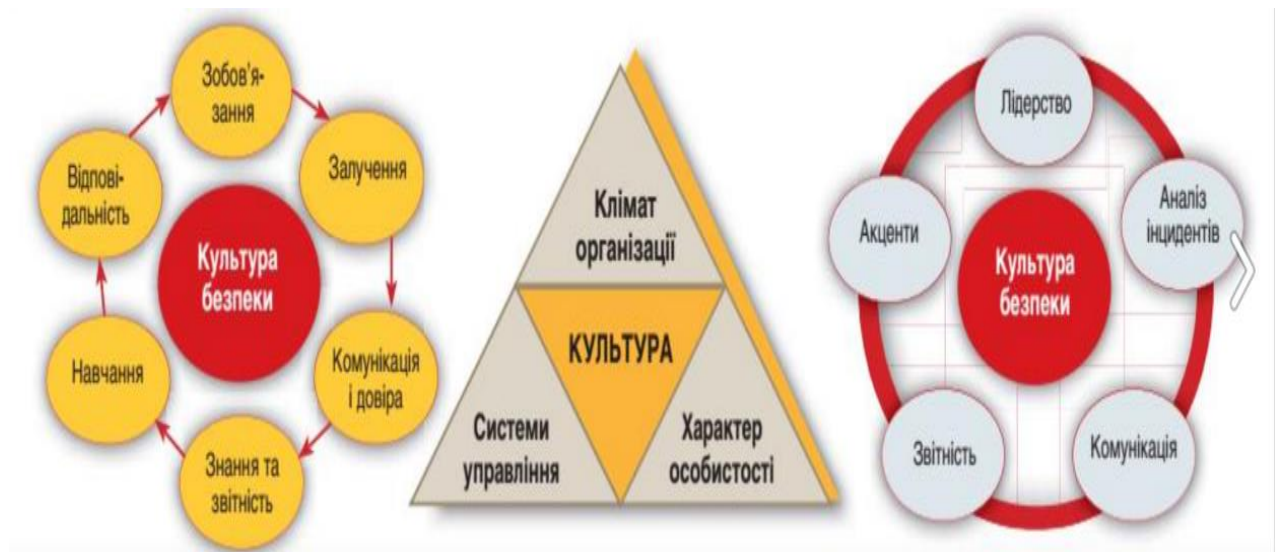 Зобов'я-
зання
Залучення
Комунікація
і довіра
Знання та
звітність
Навчання
Відпові-
дальність
Культура
безпеки
Клімат
організації
КУЛЬТУРА
Системи
управління
Характер
особистості
Лідерство
Аналіз
інцидентів
Комунікація
Звітність
Акценти
Культура
безпеки